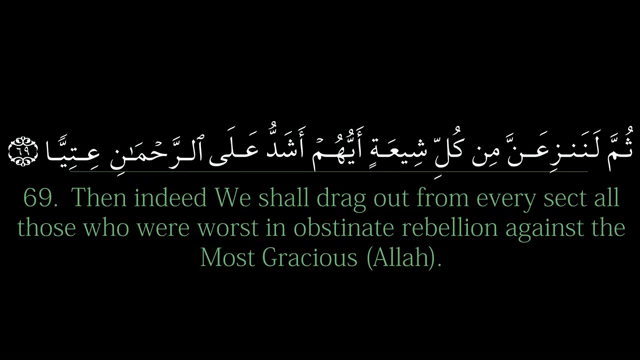 ثُمَّ لَنَنزِعَنَّ مِن كُلِّ شِيعَةٍ أَيُّهُمْ أَشَدُّ عَلَى ٱلرَّحْمَـٰنِ عِتِيًّا ٦٩
69. Then indeed We shall drag out from every sect all
those who were worst in obstinate rebellion against the
Most Gracious (Allah).